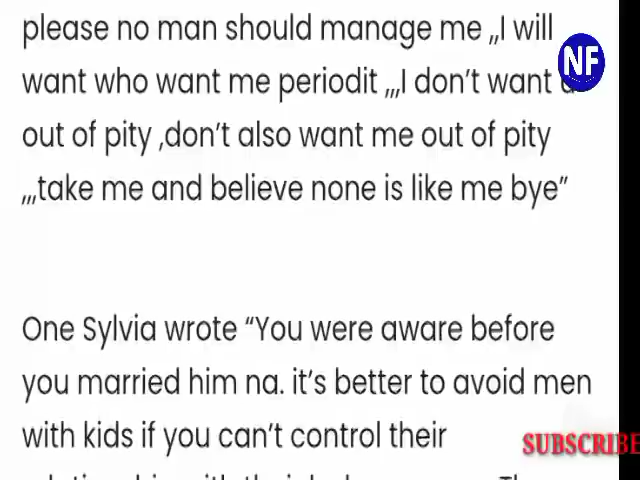 please no man should manage me ,,I will
want who want me periodit ,,,I don't want
out of pity ,don't also want me out of pity
,,,take me and believe none is like me bye”
One Sylvia wrote “You were aware before
you married him na. it's better to avoid men
with kids if you can't control their
NF
SUBSCRIBE